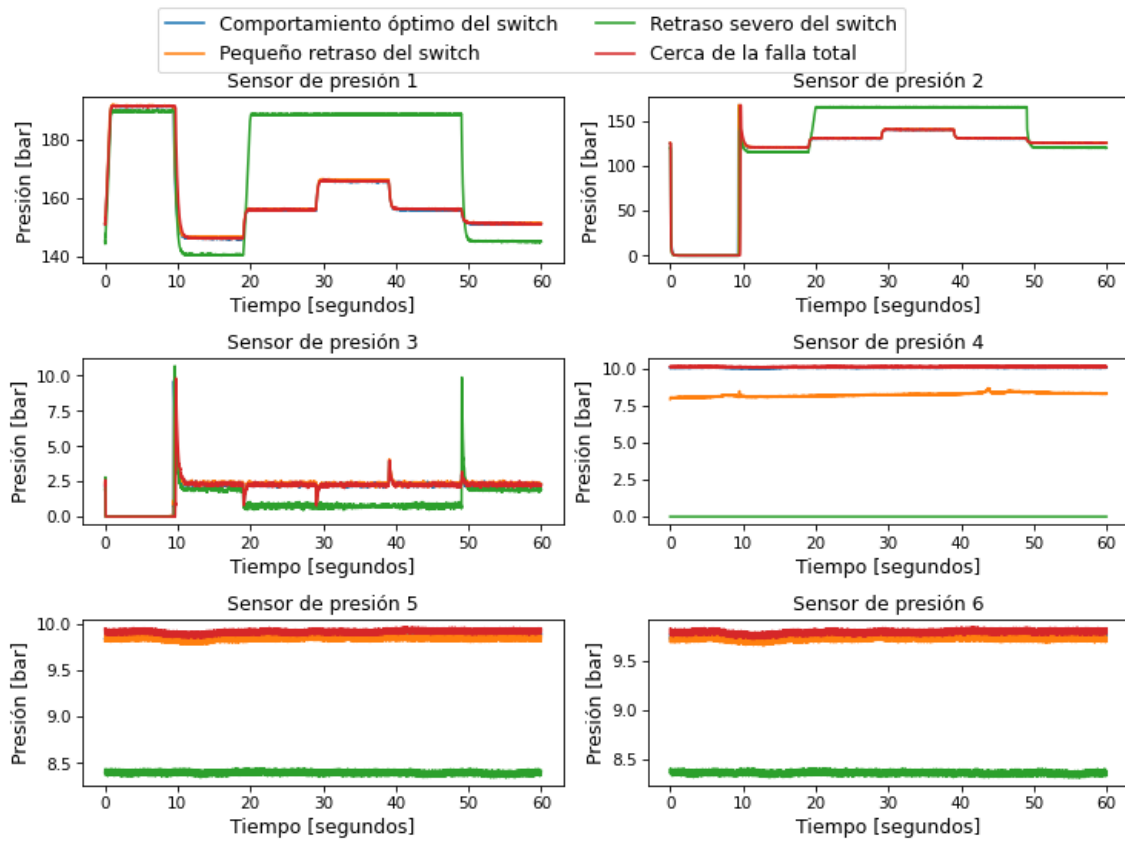 Comportamiento óptimo del switch
Pequeño retraso del switch
Retraso severo del switch
Cerca de la falla total
Sensor de presión 1
Presión [bar]
180
160
140
0 10 20 30 40 50 60
Tiempo [segundos]
Sensor de presión 2
Presión [bar]
150
100
50
0
0 10 20 30 40 50 60
Tiempo [segundos]
Sensor de presión 3
Presión [bar]
10.0
7.5
5.0
2.5
0.0
0 10 20 30 40 50 60
Tiempo [segundos]
Sensor de presión 4
Presión [bar]
10.0
7.5
5.0
2.5
0.0
0 10 20 30 40 50 60
Tiempo [segundos]
Sensor de presión 5
Presión [bar]
10.0
9.5
9.0
8.5
0 10 20 30 40 50 60
Tiempo [segundos]
Sensor de presión 6
Presión [bar]
9.5
9.0
8.5
0 10 20 30 40 50 60
Tiempo [segundos]